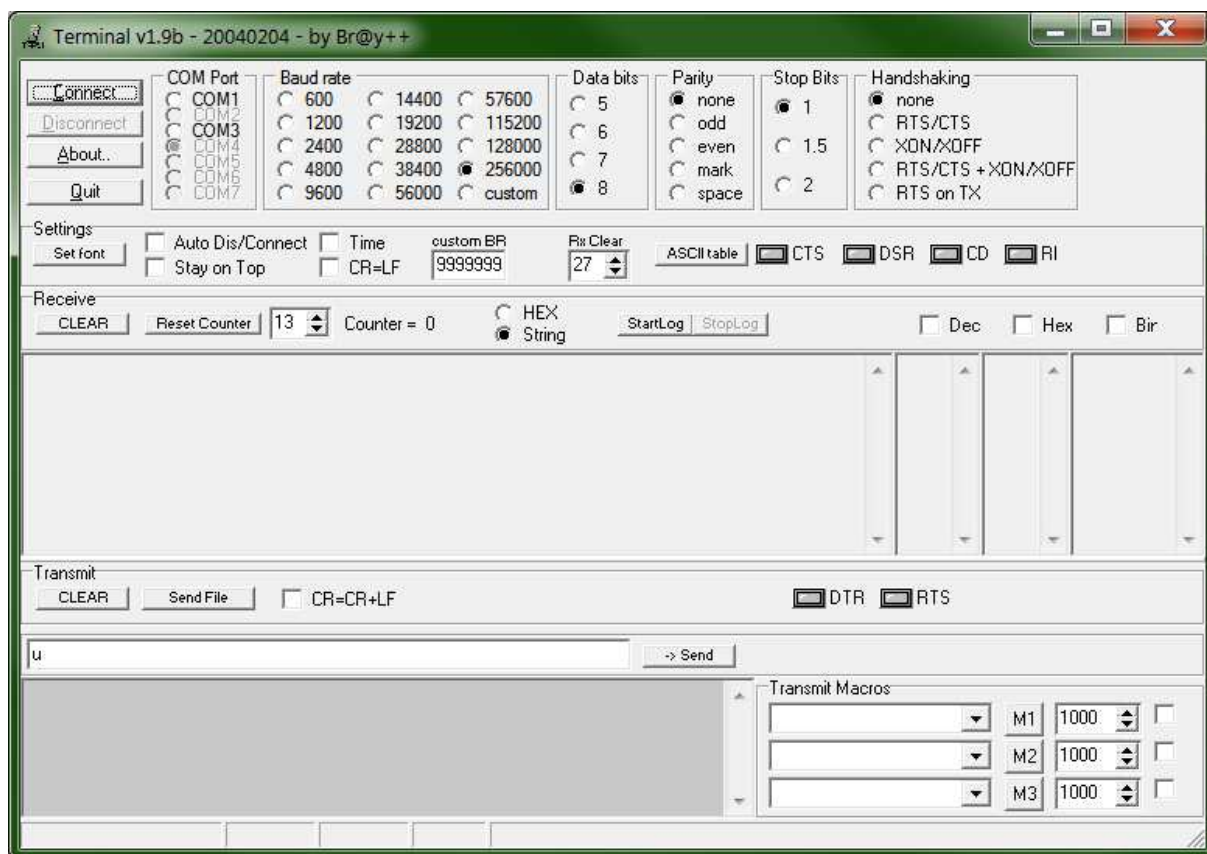 Terminal v1.9b - 20040204 - by Br@y++
Connect
Disconnect
About..
Quit
COM Port
COM1
COM2
COM3
COM4
COM5
COM6
COM7
Baud rate
600 14400 57600
1200 19200 115200
2400 28800 128000
4800 38400 256000
9600 56000 custom
Data bits
5
6
7
8
Parity
none
odd
even
mark
space
Stop Bits
1
1.5
2
Handshaking
none
RTS/CTS
XON/XOFF
RTS/CTS + XON/XOFF
RTS on TX
Settings
Set font
Auto Dis/Connect
Stay on Top
Time
CR=LF
custom BR
9999999
Rx Clear
27
ASCII table
CTS
DSR
CD
RI
Receive
CLEAR
Reset Counter
13
Counter = 0
HEX
String
StartLog
StopLog
Dec
Hex
Bir
Transmit
CLEAR
Send File
CR=CR+LF
DTR
RTS
u
-> Send
Transmit Macros
M1 1000
M2 1000
M3 1000